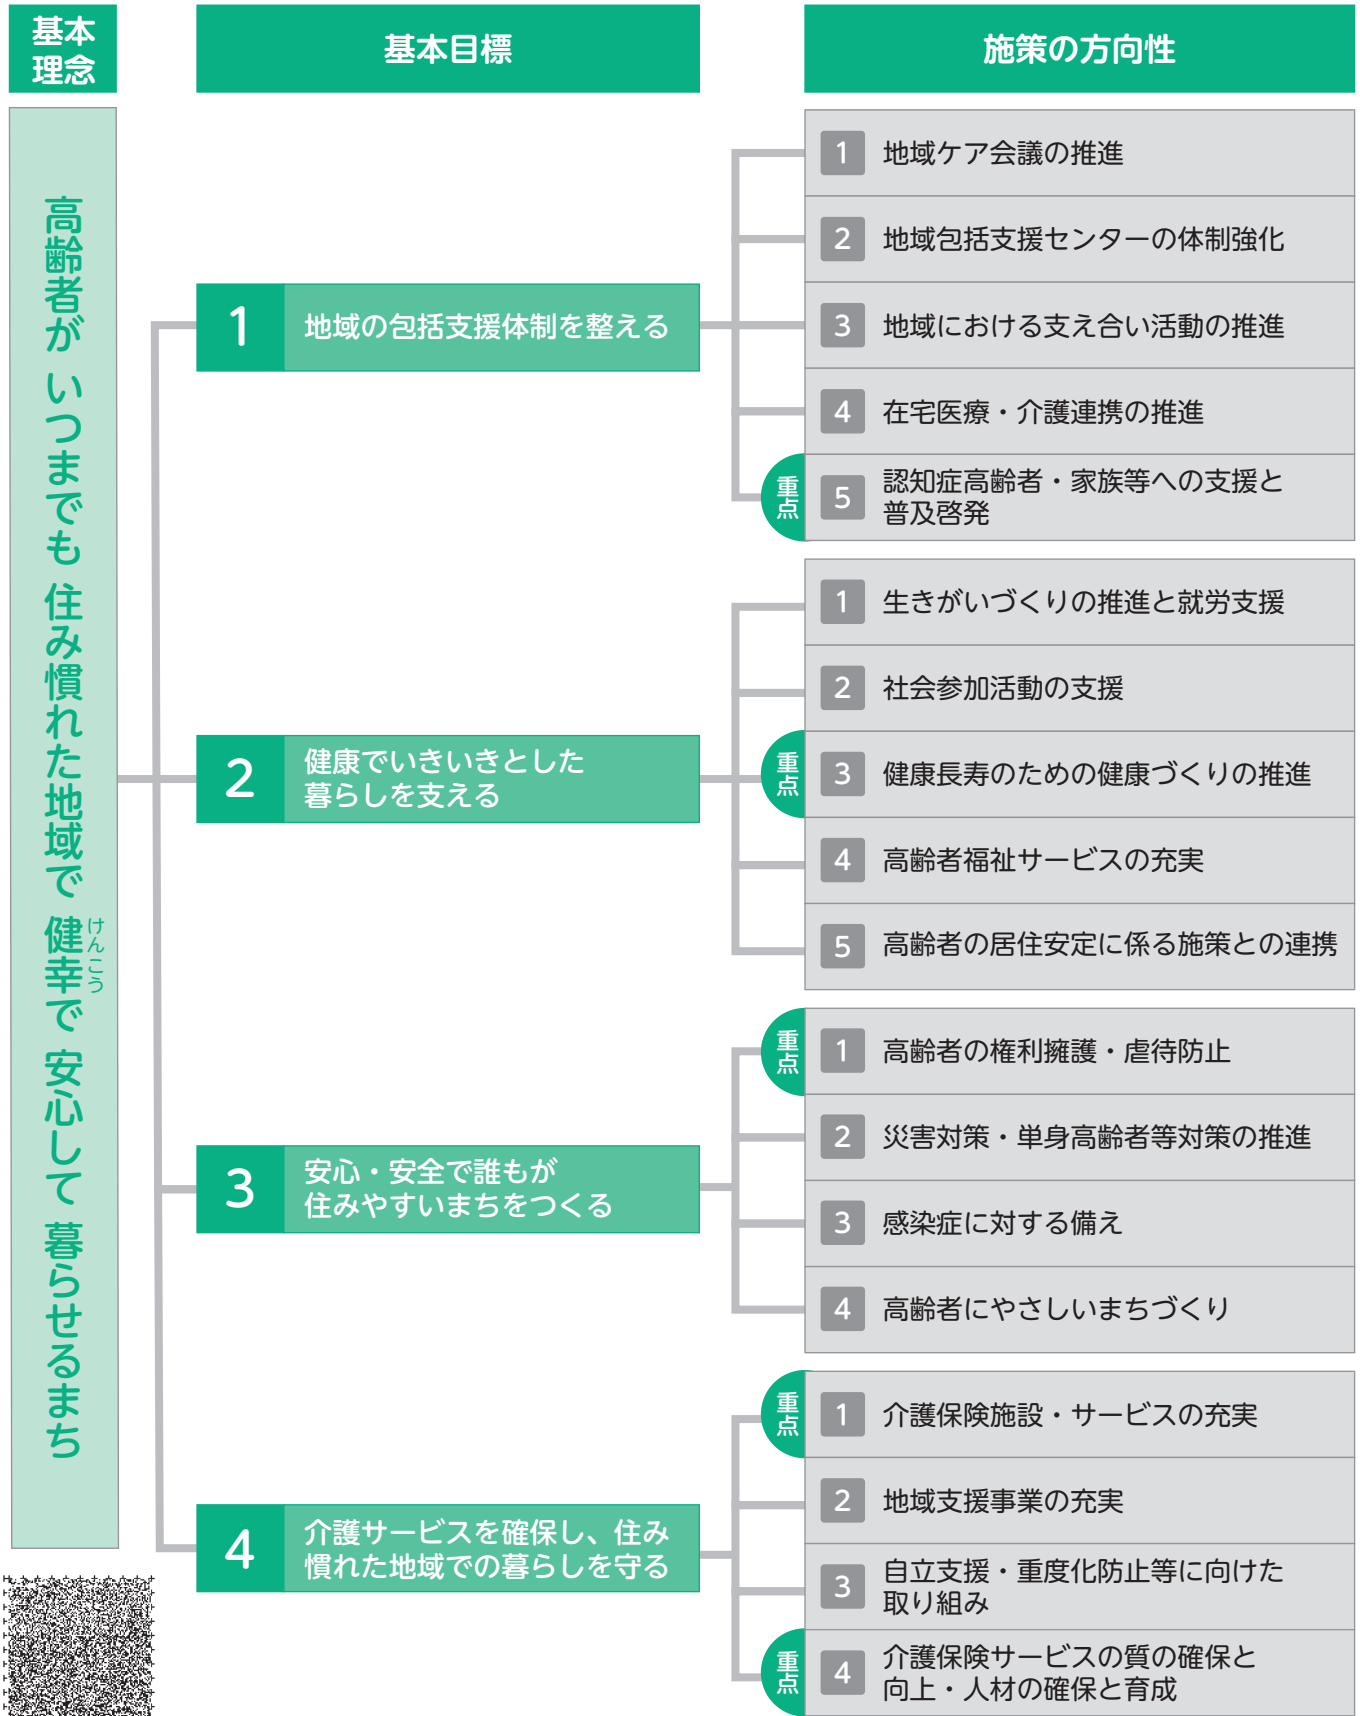 基本
理念
基本目標
施策の方向性
高齢者が いつまでも 住み慣れた地域で 健幸で 安心して 暮らせるまち
けんこう
1 地域の包括支援体制を整える
1 地域ケア会議の推進
2 地域包括支援センターの体制強化
3 地域における支え合い活動の推進
4 在宅医療・介護連携の推進
重点
5 認知症高齢者・家族等への支援と
普及啓発
2 健康でいきいきとした
暮らしを支える
1 生きがいづくりの推進と就労支援
2 社会参加活動の支援
重点
3 健康長寿のための健康づくりの推進
4 高齢者福祉サービスの充実
5 高齢者の居住安定に係る施策との連携
3 安心・安全で誰もが
住みやすいまちをつくる
重点
1 高齢者の権利擁護・虐待防止
2 災害対策・単身高齢者等対策の推進
3 感染症に対する備え
4 高齢者にやさしいまちづくり
4 介護サービスを確保し、住み
慣れた地域での暮らしを守る
重点
1 介護保険施設・サービスの充実
2 地域支援事業の充実
3 自立支援・重度化防止等に向けた
取り組み
重点
4 介護保険サービスの質の確保と
向上・人材の確保と育成